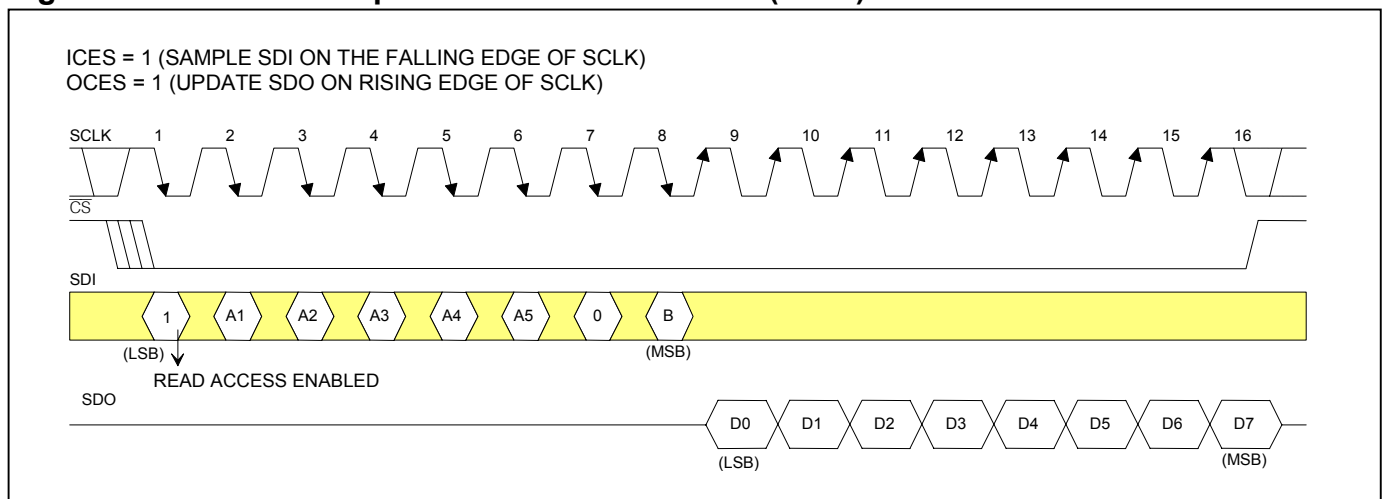 ICES = 1 (SAMPLE SDI ON THE FALLING EDGE OF SCLK)
OCES = 1 (UPDATE SDO ON RISING EDGE OF SCLK)
SCLK 1 2 3 4 5 6 7 8 9 10 11 12 13 14 15 16
CS
SDI
1 A1 A2 A3 A4 A5 0 B
(LSB) (MSB)
READ ACCESS ENABLED
SDO
D0 D1 D2 D3 D4 D5 D6 D7
(LSB) (MSB)